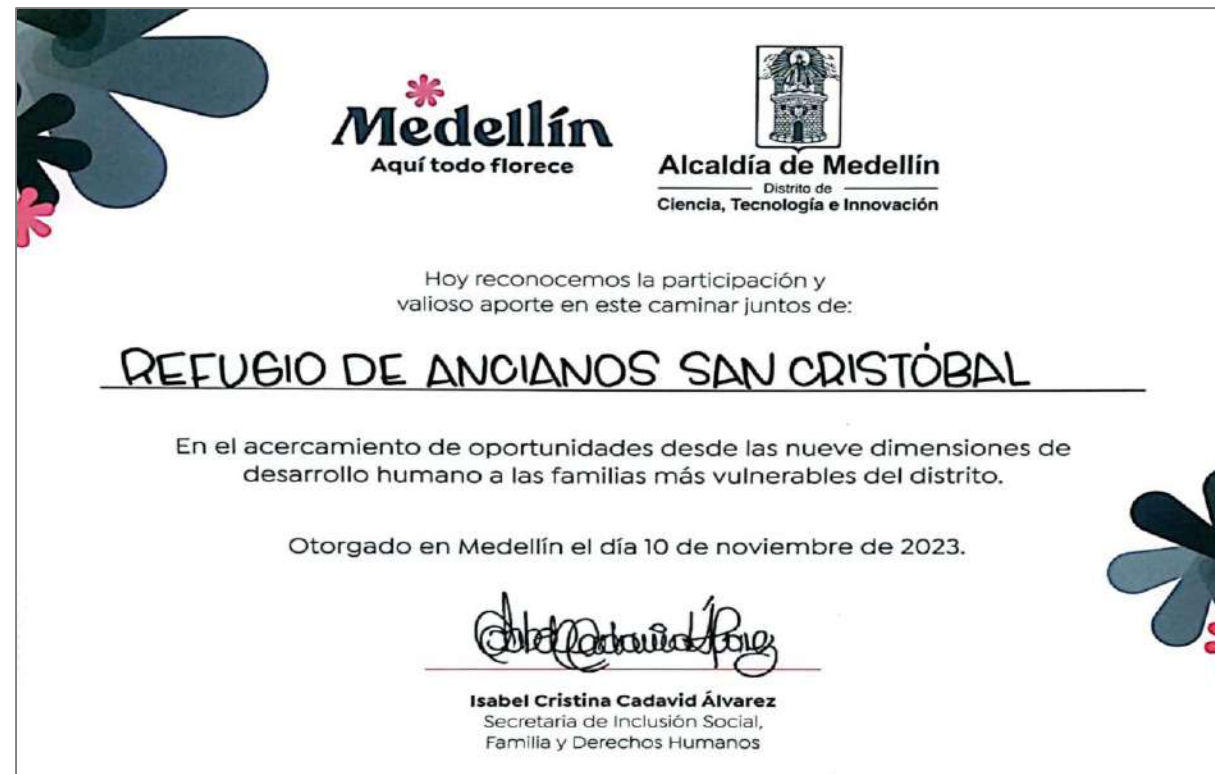 Medellín
Aquí todo florece
Alcaldía de Medellín
Distrito de
Ciencia, Tecnología e Innovación
Hoy reconocemos la participación y
valioso aporte en este caminar juntos de:
REFUGIO DE ANCIANOS SAN CRISTÓBAL
En el acercamiento de oportunidades desde las nueve dimensiones de
desarrollo humano a las familias más vulnerables del distrito.
Otorgado en Medellín el día 10 de noviembre de 2023.
Isabel Cristina Cadavid Álvarez
Secretaria de Inclusión Social,
Familia y Derechos Humanos